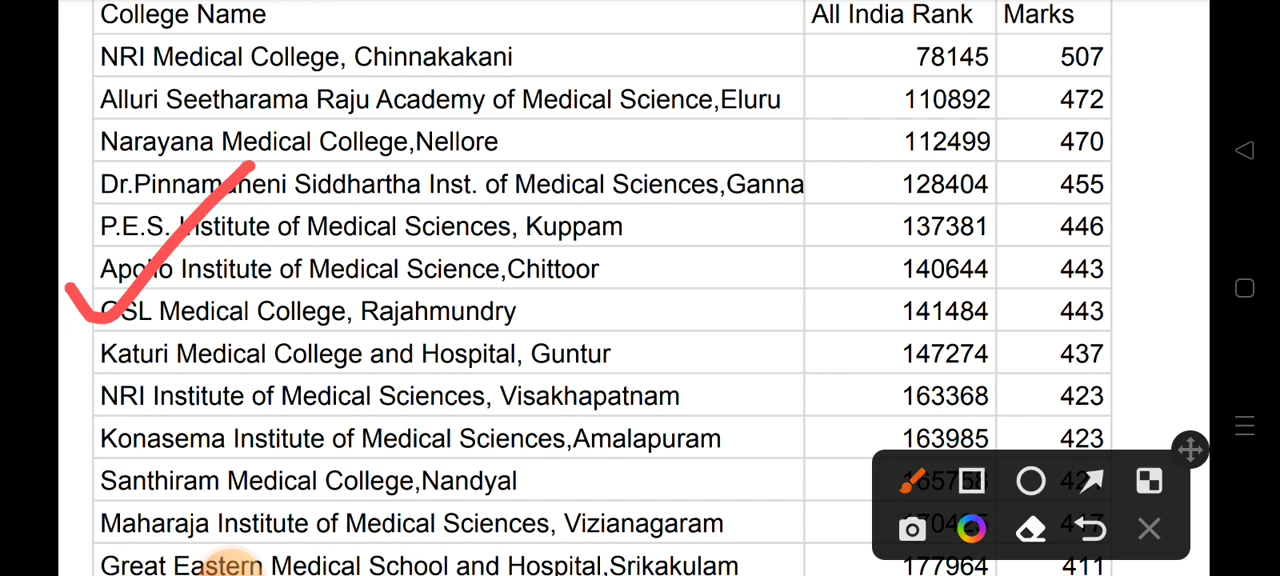 College Name All India Rank Marks
NRI Medical College, Chinnakakani 78145 507
Alluri Seetharama Raju Academy of Medical Science,Eluru 110892 472
Narayana Medical College,Nellore 112499 470
Dr.Pinnamaneni Siddhartha Inst. of Medical Sciences,Ganna 128404 455
P.E.S. Institute of Medical Sciences, Kuppam 137381 446
Apollo Institute of Medical Science,Chittoor 140644 443
GSL Medical College, Rajahmundry 141484 443
Katuri Medical College and Hospital, Guntur 147274 437
NRI Institute of Medical Sciences, Visakhapatnam 163368 423
Konasema Institute of Medical Sciences,Amalapuram 163985 423
Santhiram Medical College,Nandyal
Maharaja Institute of Medical Sciences, Vizianagaram
Great Eastern Medical School and Hospital,Srikakulam 177964 411